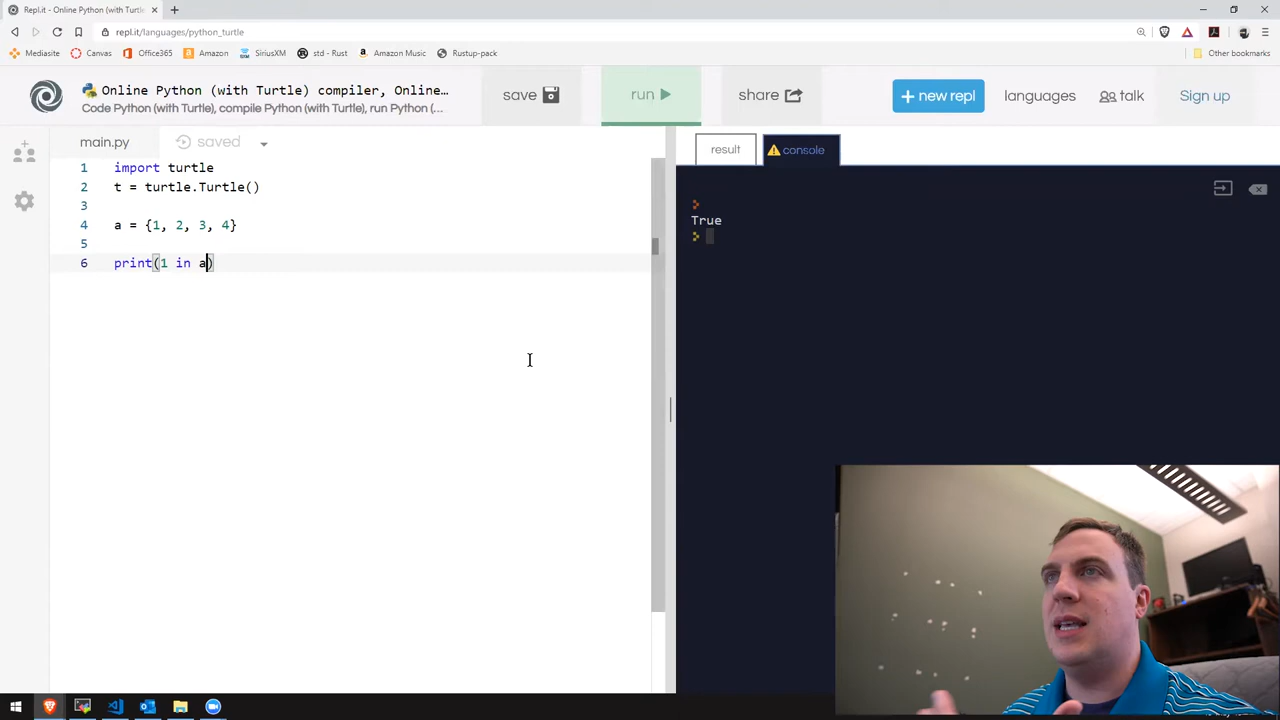 Repl.it - Online Python (with Turtle)
repl.it/languages/python_turtle
Mediasite Canvas Office365 Amazon SiriusXM std - Rust Amazon Music Rustup-pack Other bookmarks
Online Python (with Turtle) compiler, Online...
Code Python (with Turtle), compile Python (with Turtle), run Python (...
save run share + new repl languages talk Sign up
main.py saved
result console
1 import turtle
2 t = turtle.Turtle()
3
4 a = {1, 2, 3, 4}
5
6 print(1 in a)
True